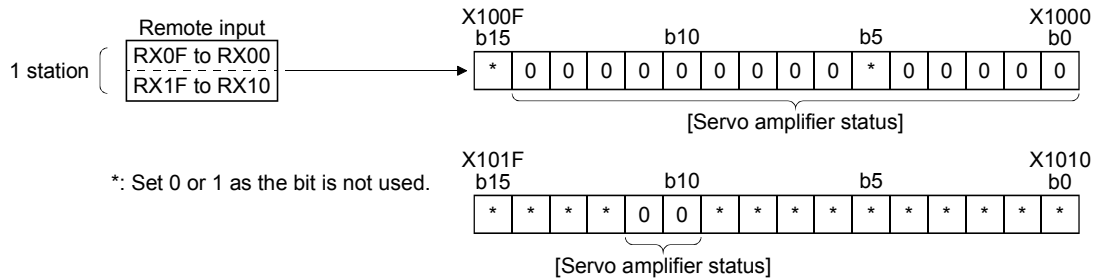 X100F X1000
Remote input b15 b10 b5 b0
1 station RX0F to RX00 * 0 0 0 0 0 0 0 0 0 * 0 0 0 0 0
RX1F to RX10
[Servo amplifier status]
X101F X1010
*: Set 0 or 1 as the bit is not used. b15 b10 b5 b0
* * * * 0 0 * * * * * * * * * *
[Servo amplifier status]